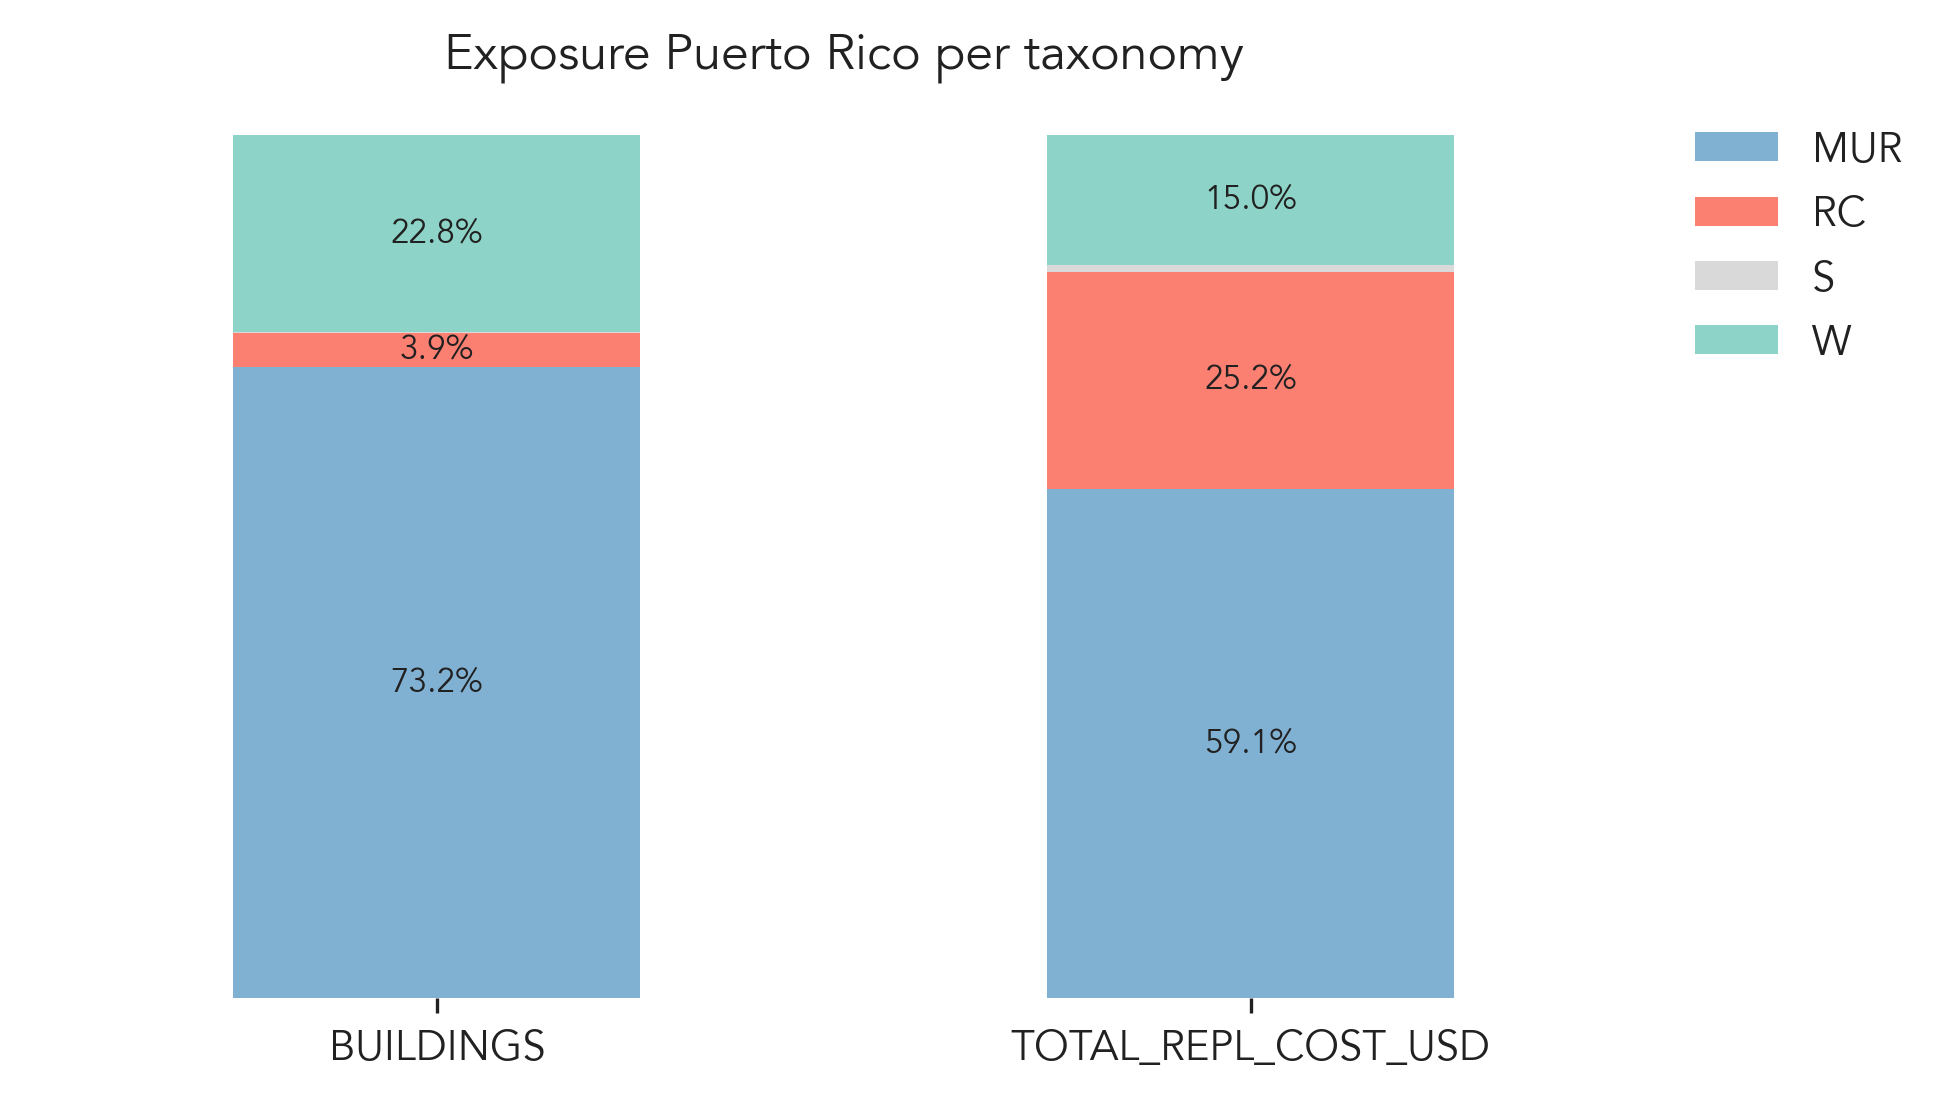 Exposure Puerto Rico per taxonomy
22.8%
3.9%
73.2%
15.0%
25.2%
59.1%
BUILDINGS
TOTAL_REPL_COST_USD
MUR
RC
S
W